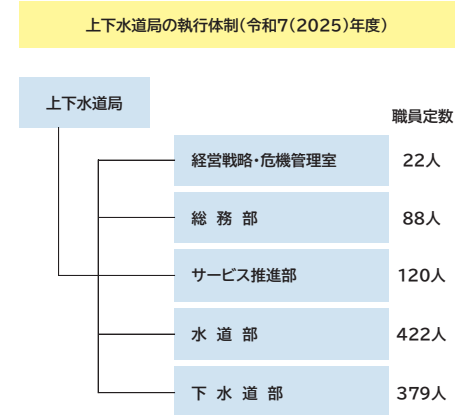 上下水道局の執行体制(令和7(2025)年度)
上下水道局
職員定数
経営戦略・危機管理室 22人
総務部 88人
サービス推進部 120人
水道部 422人
下水道部 379人